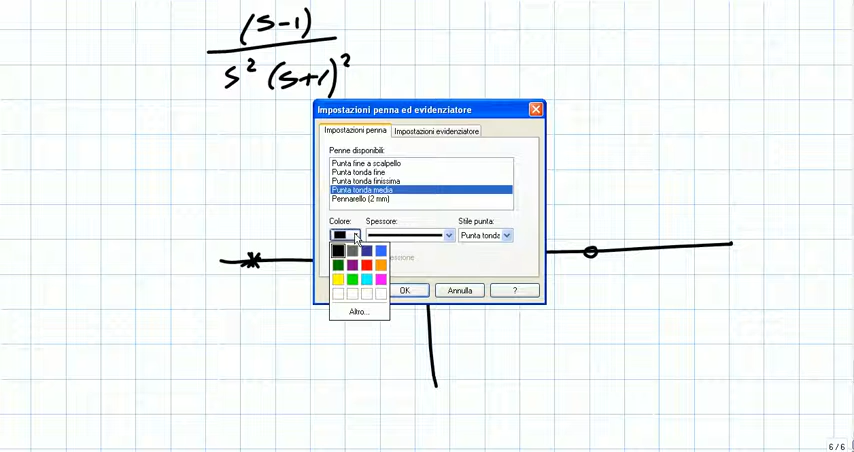 (s-1)
s² (s+1)²
Impostazioni penna ed evidenziatore
Impostazioni penna
Impostazioni evidenziatore
Penne disponibili:
Punta fine a scalpello
Punta tonda fine
Punta tonda finissima
Punta tonda media
Pennarello (2 mm)
Colore:
Spessore:
Stile punta:
Punta tonda
essione
OK
Annulla
?
Altro...
6/6